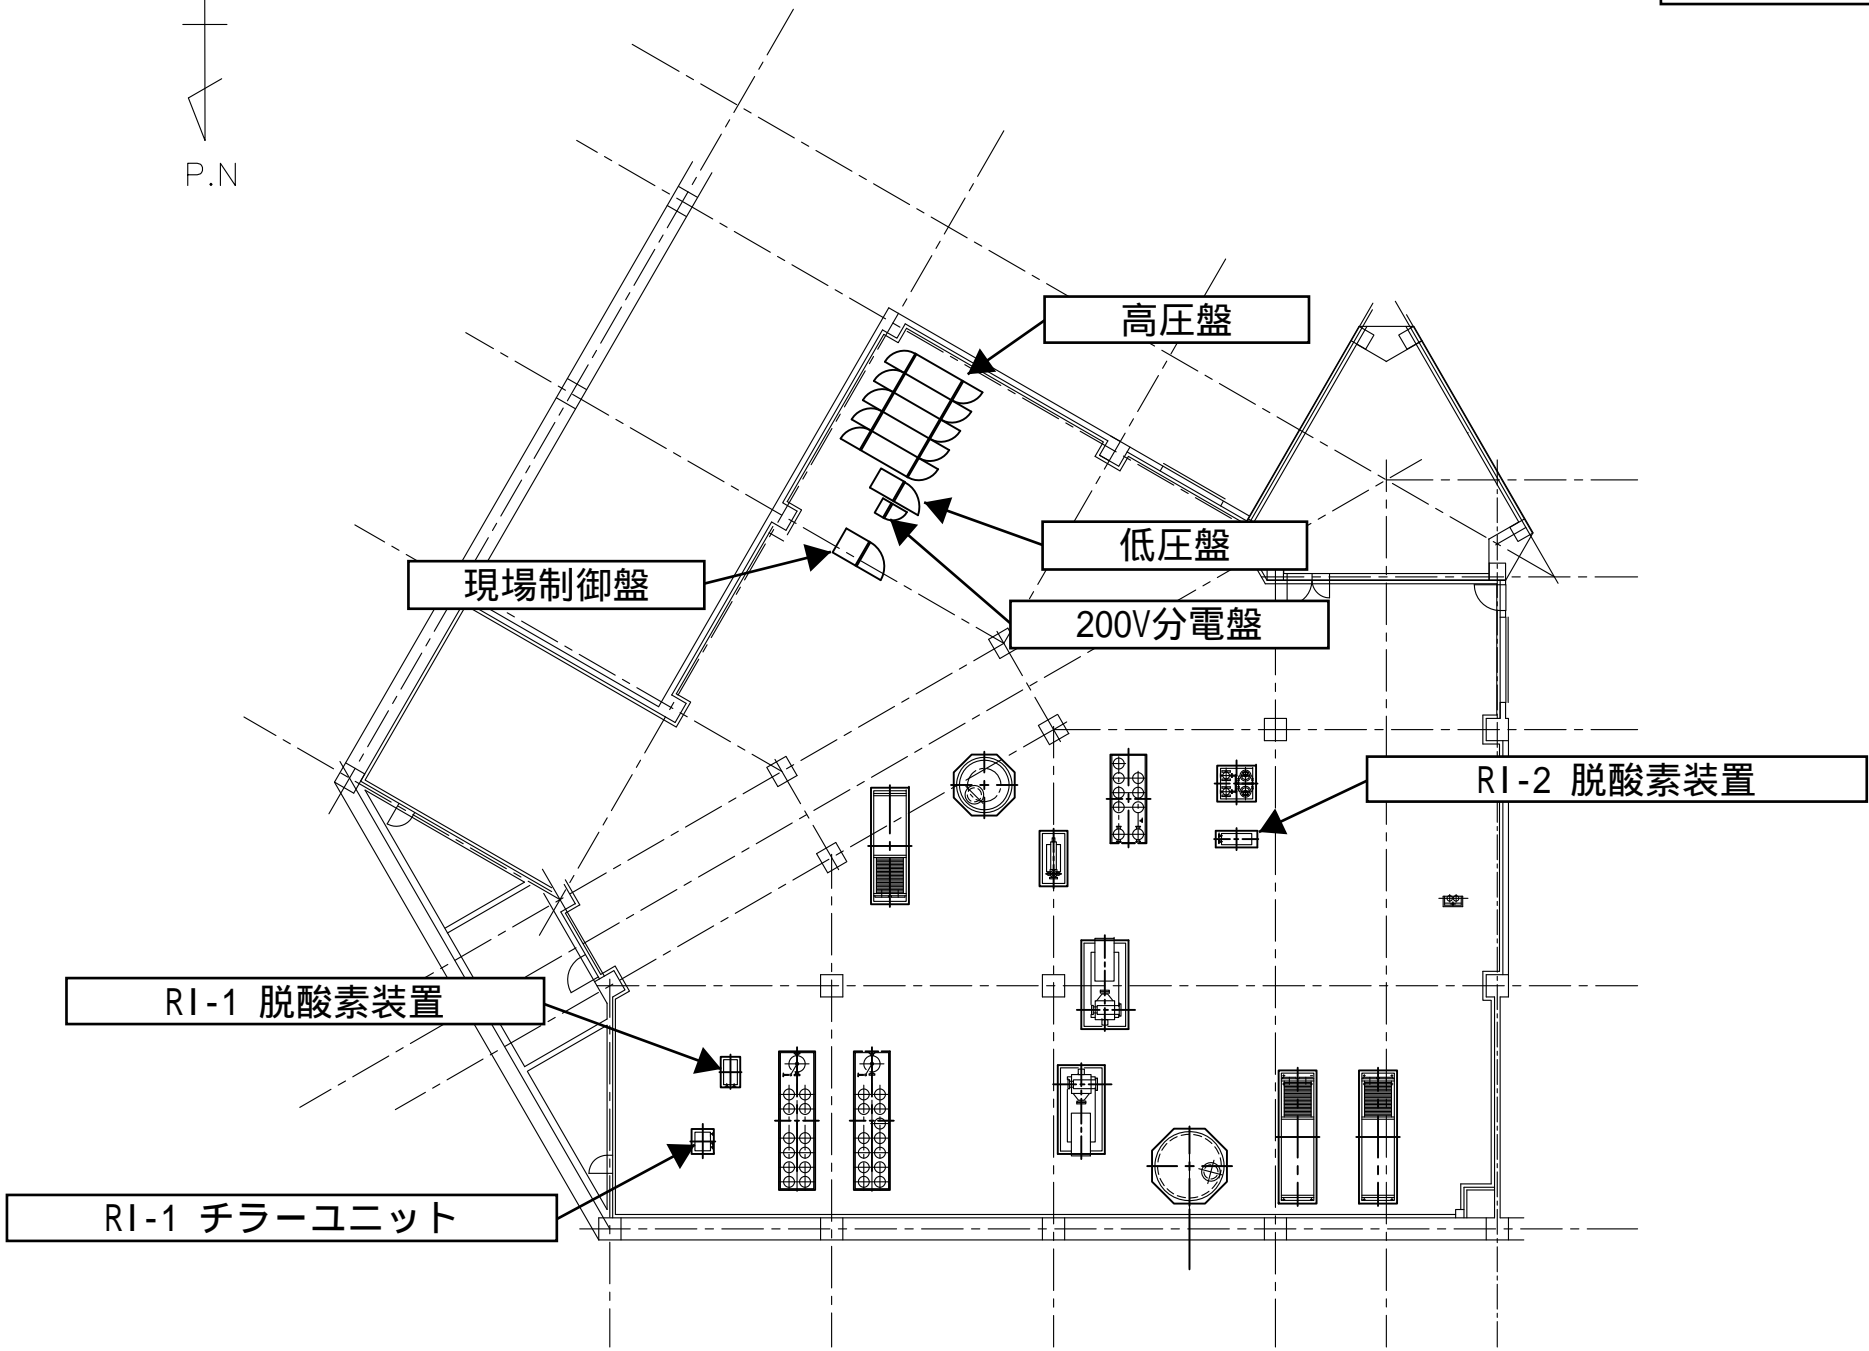 P.N
高圧盤
低圧盤
現場制御盤
200V分電盤
RI-2 脱酸素装置
RI-1 脱酸素装置
RI-1 チラーユニット